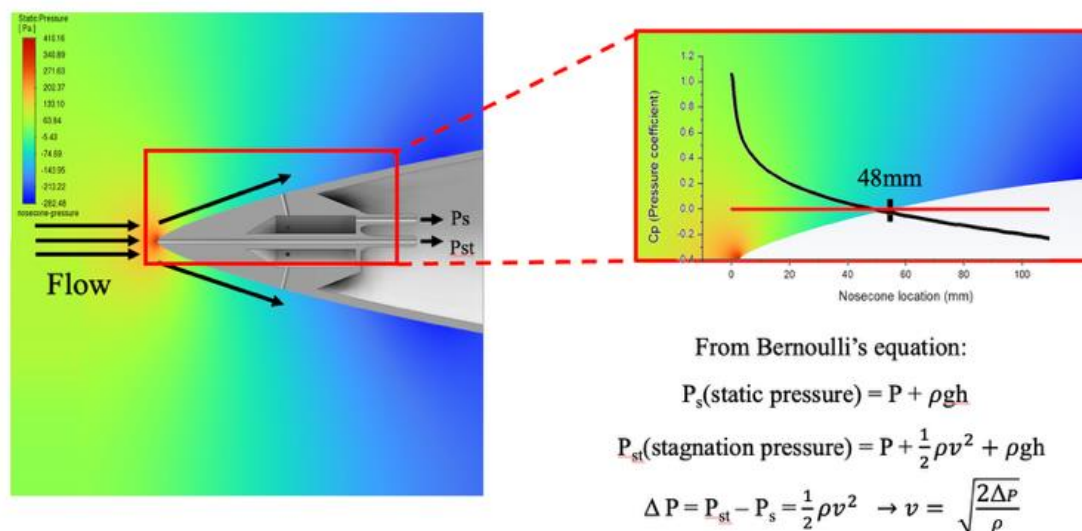 Static Pressure
[ Pa ]
410.16
340.89
271.63
202.37
133.10
63.84
-5.43
-74.69
-143.95
-213.22
-282.48
nosecone-pressure
Flow
Ps
Pst
1.2
1.0
0.8
0.6
0.4
0.2
0.0
-0.2
0.4
Cp (Pressure coefficient)
48mm
0 20 40 60 80 100
Nosecone location (mm)
From Bernoulli's equation:
Pₛ(static pressure) = P + ρgh
Pₛₜ(stagnation pressure) = P + ½ρv² + ρgh
Δ P = Pₛₜ – Pₛ = ½ρv² → v = √(2ΔP/ρ)